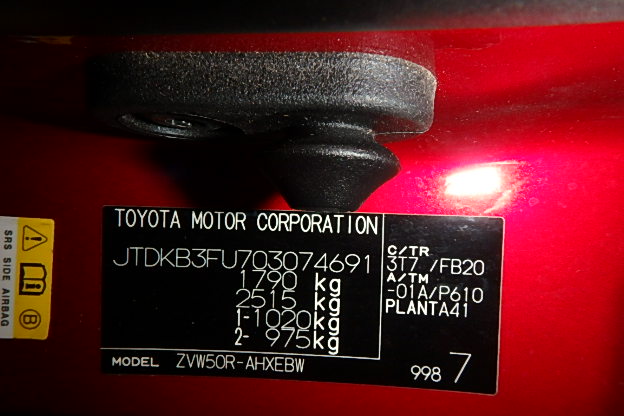 TOYOTA MOTOR CORPORATION
JTDKB3FU703074691
1790 kg
2515 kg
1-1020kg
2- 975kg
MODEL ZVW50R-AHXEBW
C/TR
3T7 /FB20
A/TM
-01A/P610
PLANTA41
998 7
SRS SIDE AIRBAG
B